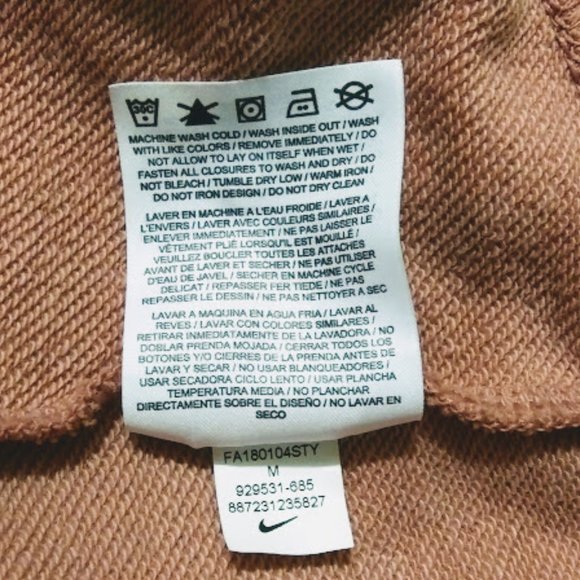 30C
MACHINE WASH COLD / WASH INSIDE OUT / WASH
WITH LIKE COLORS / REMOVE IMMEDIATELY / DO
NOT ALLOW TO LAY ON ITSELF WHEN WET /
FASTEN ALL CLOSURES TO WASH AND DRY / DO
NOT BLEACH / TUMBLE DRY LOW / WARM IRON /
DO NOT IRON DESIGN / DO NOT DRY CLEAN
LAVER EN MACHINE A L'EAU FROIDE / LAVER A
L'ENVERS / LAVER AVEC COULEURS SIMILAIRES /
ENLEVER IMMEDIATEMENT / NE PAS LAISSER LE
VÊTEMENT PLIÉ LORSQU'IL EST MOUILLÉ /
VEUILLEZ BOUCLER TOUTES LES ATTACHES
AVANT DE LAVER ET SECHER / NE PAS UTILISER
D'EAU DE JAVEL / SECHER EN MACHINE CYCLE
DELICAT / REPASSER FER TIEDE / NE PAS
REPASSER LE DESSIN / NE PAS NETTOYER A SEC
LAVAR A MAQUINA EN AGUA FRIA / LAVAR AL
REVES / LAVAR CON COLORES SIMILARES /
RETIRAR INMEDIATAMENTE DE LA LAVADORA / NO
DOBLAR PRENDA MOJADA / CERRAR TODOS LOS
BOTONES Y/O CIERRES DE LA PRENDA ANTES DE
LAVAR Y SECAR / NO USAR BLANQUEADORES /
USAR SECADORA CICLO LENTO / USAR PLANCHA
TEMPERATURA MEDIA / NO PLANCHAR
DIRECTAMENTE SOBRE EL DISEÑO / NO LAVAR EN
SECO
FA180104STY
M
929531-685
887231235827